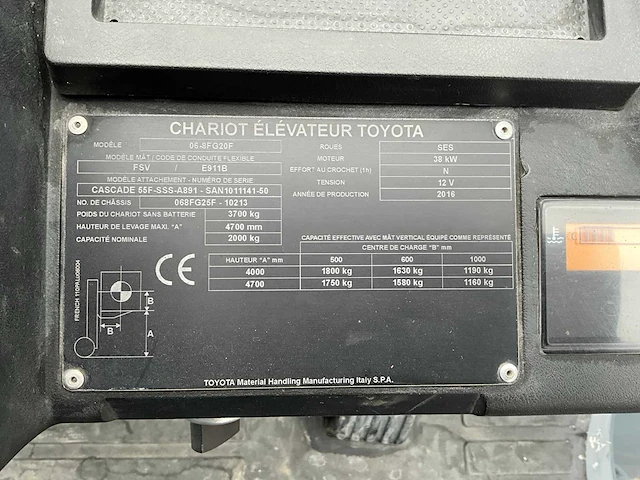 CHARIOT ÉLÉVATEUR TOYOTA
MODÈLE 06-8FG20F
MODÈLE MÂT / CODE DE CONDUITE FLEXIBLE
FSV / E911B
MODÈLE ATTACHEMENT - NUMÉRO DE SERIE
CASCADE 55F-SSS-A891 - SAN1011141-50
NO. DE CHÂSSIS 068FG25F - 10213
POIDS DU CHARIOT SANS BATTERIE 3700 kg
HAUTEUR DE LEVAGE MAXI. "A" 4700 mm
CAPACITÉ NOMINALE 2000 kg
ROUES SES
MOTEUR 38 kW
EFFORT AU CROCHET (1h) N
TENSION 12 V
ANNÉE DE PRODUCTION 2016
CAPACITÉ EFFECTIVE AVEC MÂT VERTICAL ÉQUIPÉ COMME REPRÉSENTÉ
CENTRE DE CHARGE "B" mm
HAUTEUR "A" mm 500 600 1000
4000 1800 kg 1630 kg 1190 kg
4700 1750 kg 1580 kg 1160 kg
B
B
A
CE
TOYOTA Material Handling Manufacturing Italy S.P.A.